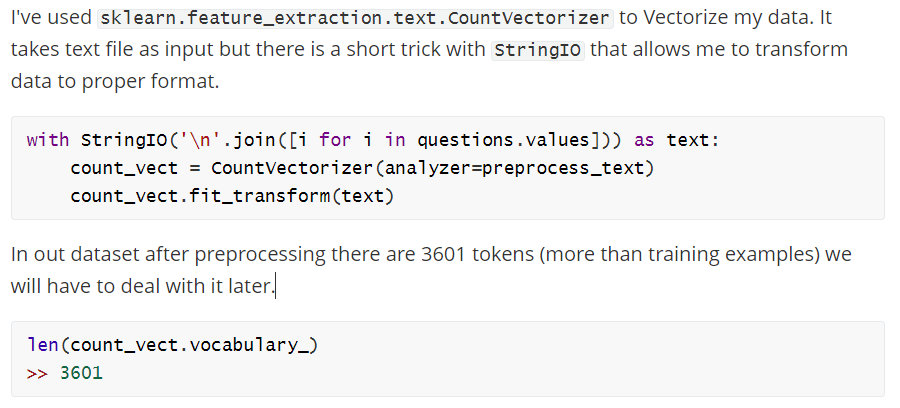 I've used sklearn.feature_extraction.text.CountVectorizer to Vectorize my data. It
takes text file as input but there is a short trick with StringIO that allows me to transform
data to proper format.
with StringIO('\n'.join([i for i in questions.values])) as text:
    count_vect = CountVectorizer(analyzer=preprocess_text)
    count_vect.fit_transform(text)
In out dataset after preprocessing there are 3601 tokens (more than training examples) we
will have to deal with it later.
len(count_vect.vocabulary_)
>> 3601